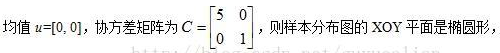 均值 u=[0, 0]，协方差矩阵为 C = [5 0 0 1]，则样本分布图的 XOY 平面是椭圆形，